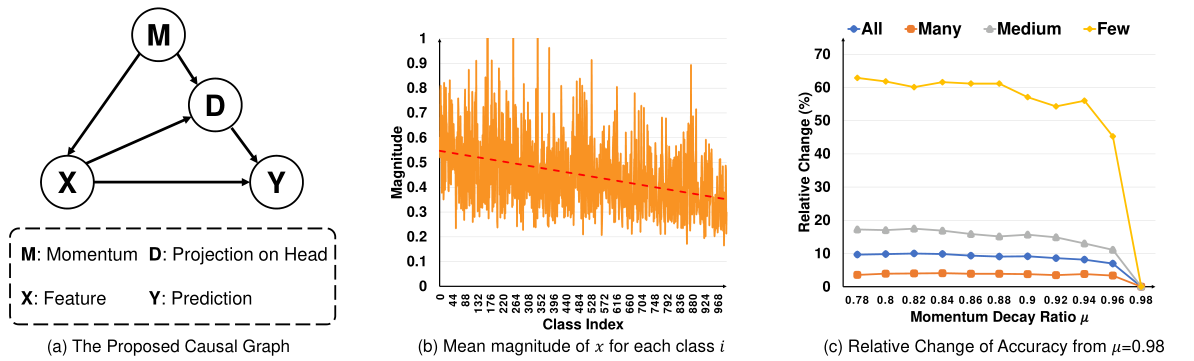 M
D
X
Y
M: Momentum D: Projection on Head
X: Feature Y: Prediction
(a) The Proposed Causal Graph
Magnitude
1
0.9
0.8
0.7
0.6
0.5
0.4
0.3
0.2
0.1
0
0 44 88 132 176 220 264 308 352 396 440 484 528 572 616 660 704 748 792 836 880 924 968
Class Index
(b) Mean magnitude of x for each class i
All Many Medium Few
Relative Change (%)
70
60
50
40
30
20
10
0
0.78 0.8 0.82 0.84 0.86 0.88 0.9 0.92 0.94 0.96 0.98
Momentum Decay Ratio μ
(c) Relative Change of Accuracy from μ=0.98